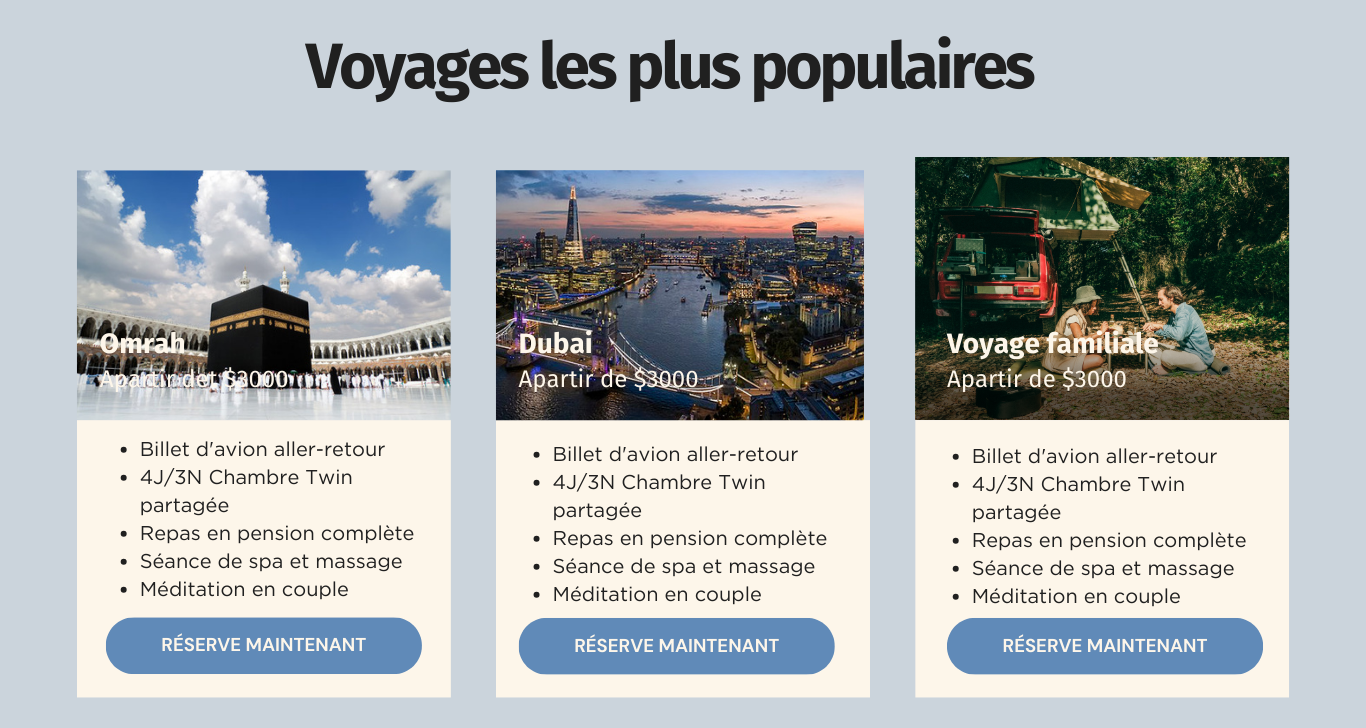 Voyages les plus populaires
Omrah
Apartir de $3000
Billet d'avion aller-retour
4J/3N Chambre Twin
partagée
Repas en pension complète
Séance de spa et massage
Méditation en couple
RÉSERVE MAINTENANT
Dubai
Apartir de $3000
Billet d'avion aller-retour
4J/3N Chambre Twin
partagée
Repas en pension complète
Séance de spa et massage
Méditation en couple
RÉSERVE MAINTENANT
Voyage familiale
Apartir de $3000
Billet d'avion aller-retour
4J/3N Chambre Twin
partagée
Repas en pension complète
Séance de spa et massage
Méditation en couple
RÉSERVE MAINTENANT